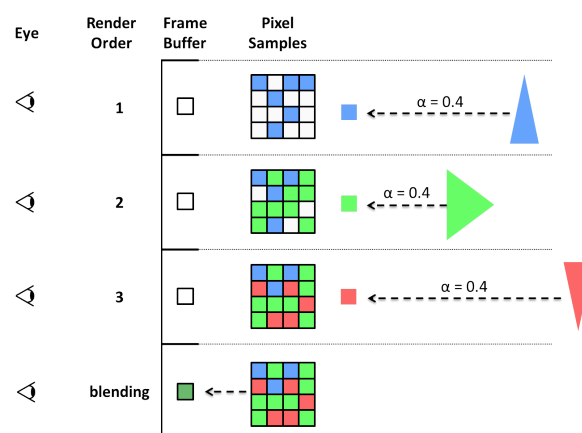 Eye
Render Order
Frame Buffer
Pixel Samples
1
α = 0.4
2
α = 0.4
3
α = 0.4
blending